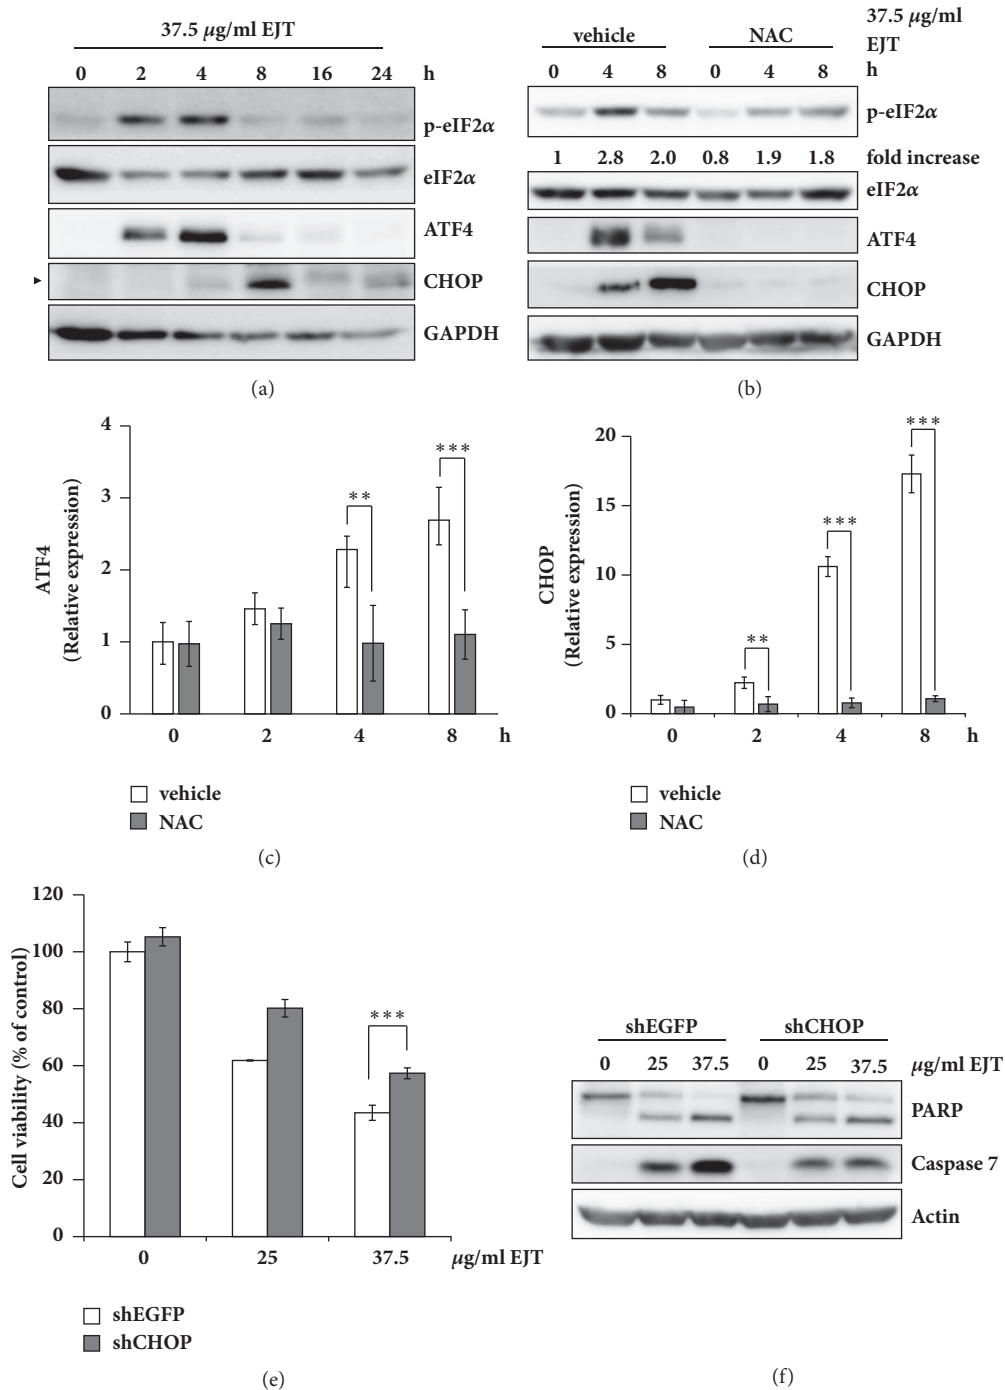 37.5 µg/ml EJT
0 2 4 8 16 24 h
p-eIF2α
eIF2α
ATF4
CHOP
GAPDH
(a)
37.5 µg/ml
EJT
vehicle NAC
0 4 8 0 4 8 h
p-eIF2α
1 2.8 2.0 0.8 1.9 1.8 fold increase
eIF2α
ATF4
CHOP
GAPDH
(b)
ATF4
(Relative expression)
4
3
2
1
0
** ***
0 2 4 8 h
vehicle
NAC
(c)
CHOP
(Relative expression)
20
15
10
5
0
** *** ***
0 2 4 8 h
vehicle
NAC
(d)
Cell viability (% of control)
120
100
80
60
40
20
0
***
0 25 37.5 µg/ml EJT
shEGFP
shCHOP
(e)
shEGFP shCHOP
0 25 37.5 0 25 37.5 µg/ml EJT
PARP
Caspase 7
Actin
(f)